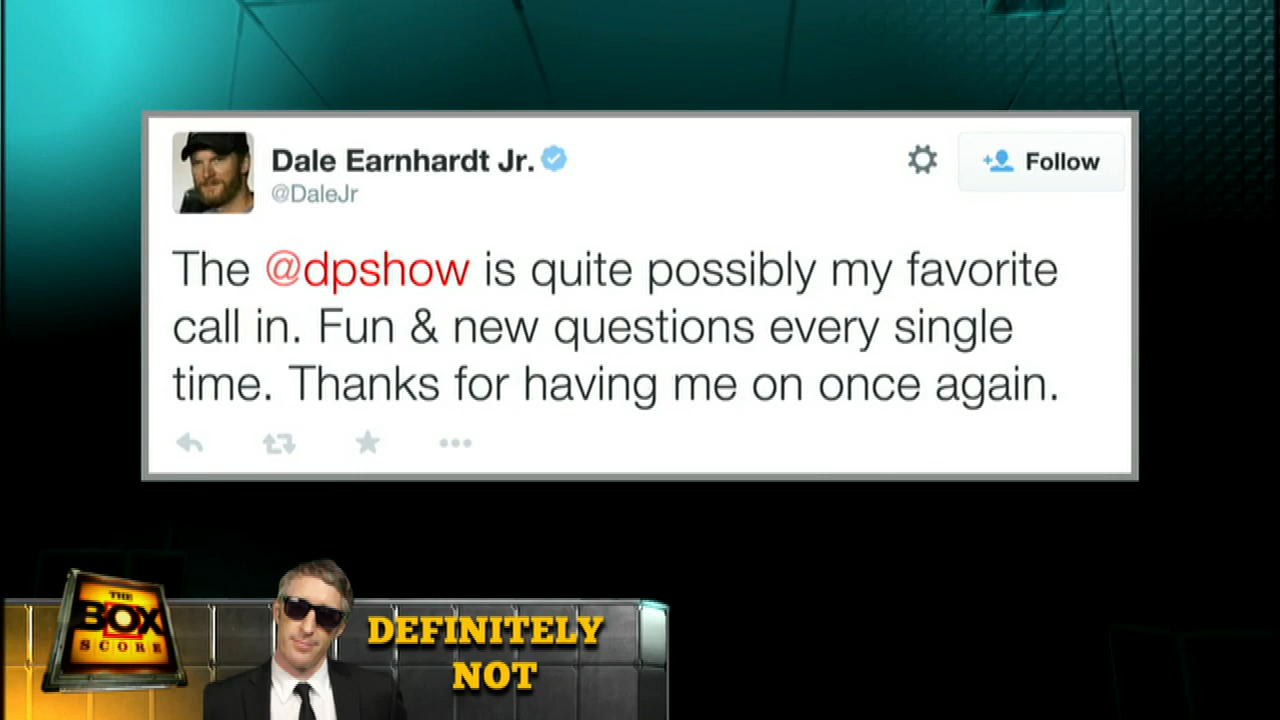 Dale Earnhardt Jr.
@DaleJr
Follow
The @dpshow is quite possibly my favorite
call in. Fun & new questions every single
time. Thanks for having me on once again.
THE
BOX
SCORE
DEFINITELY
NOT